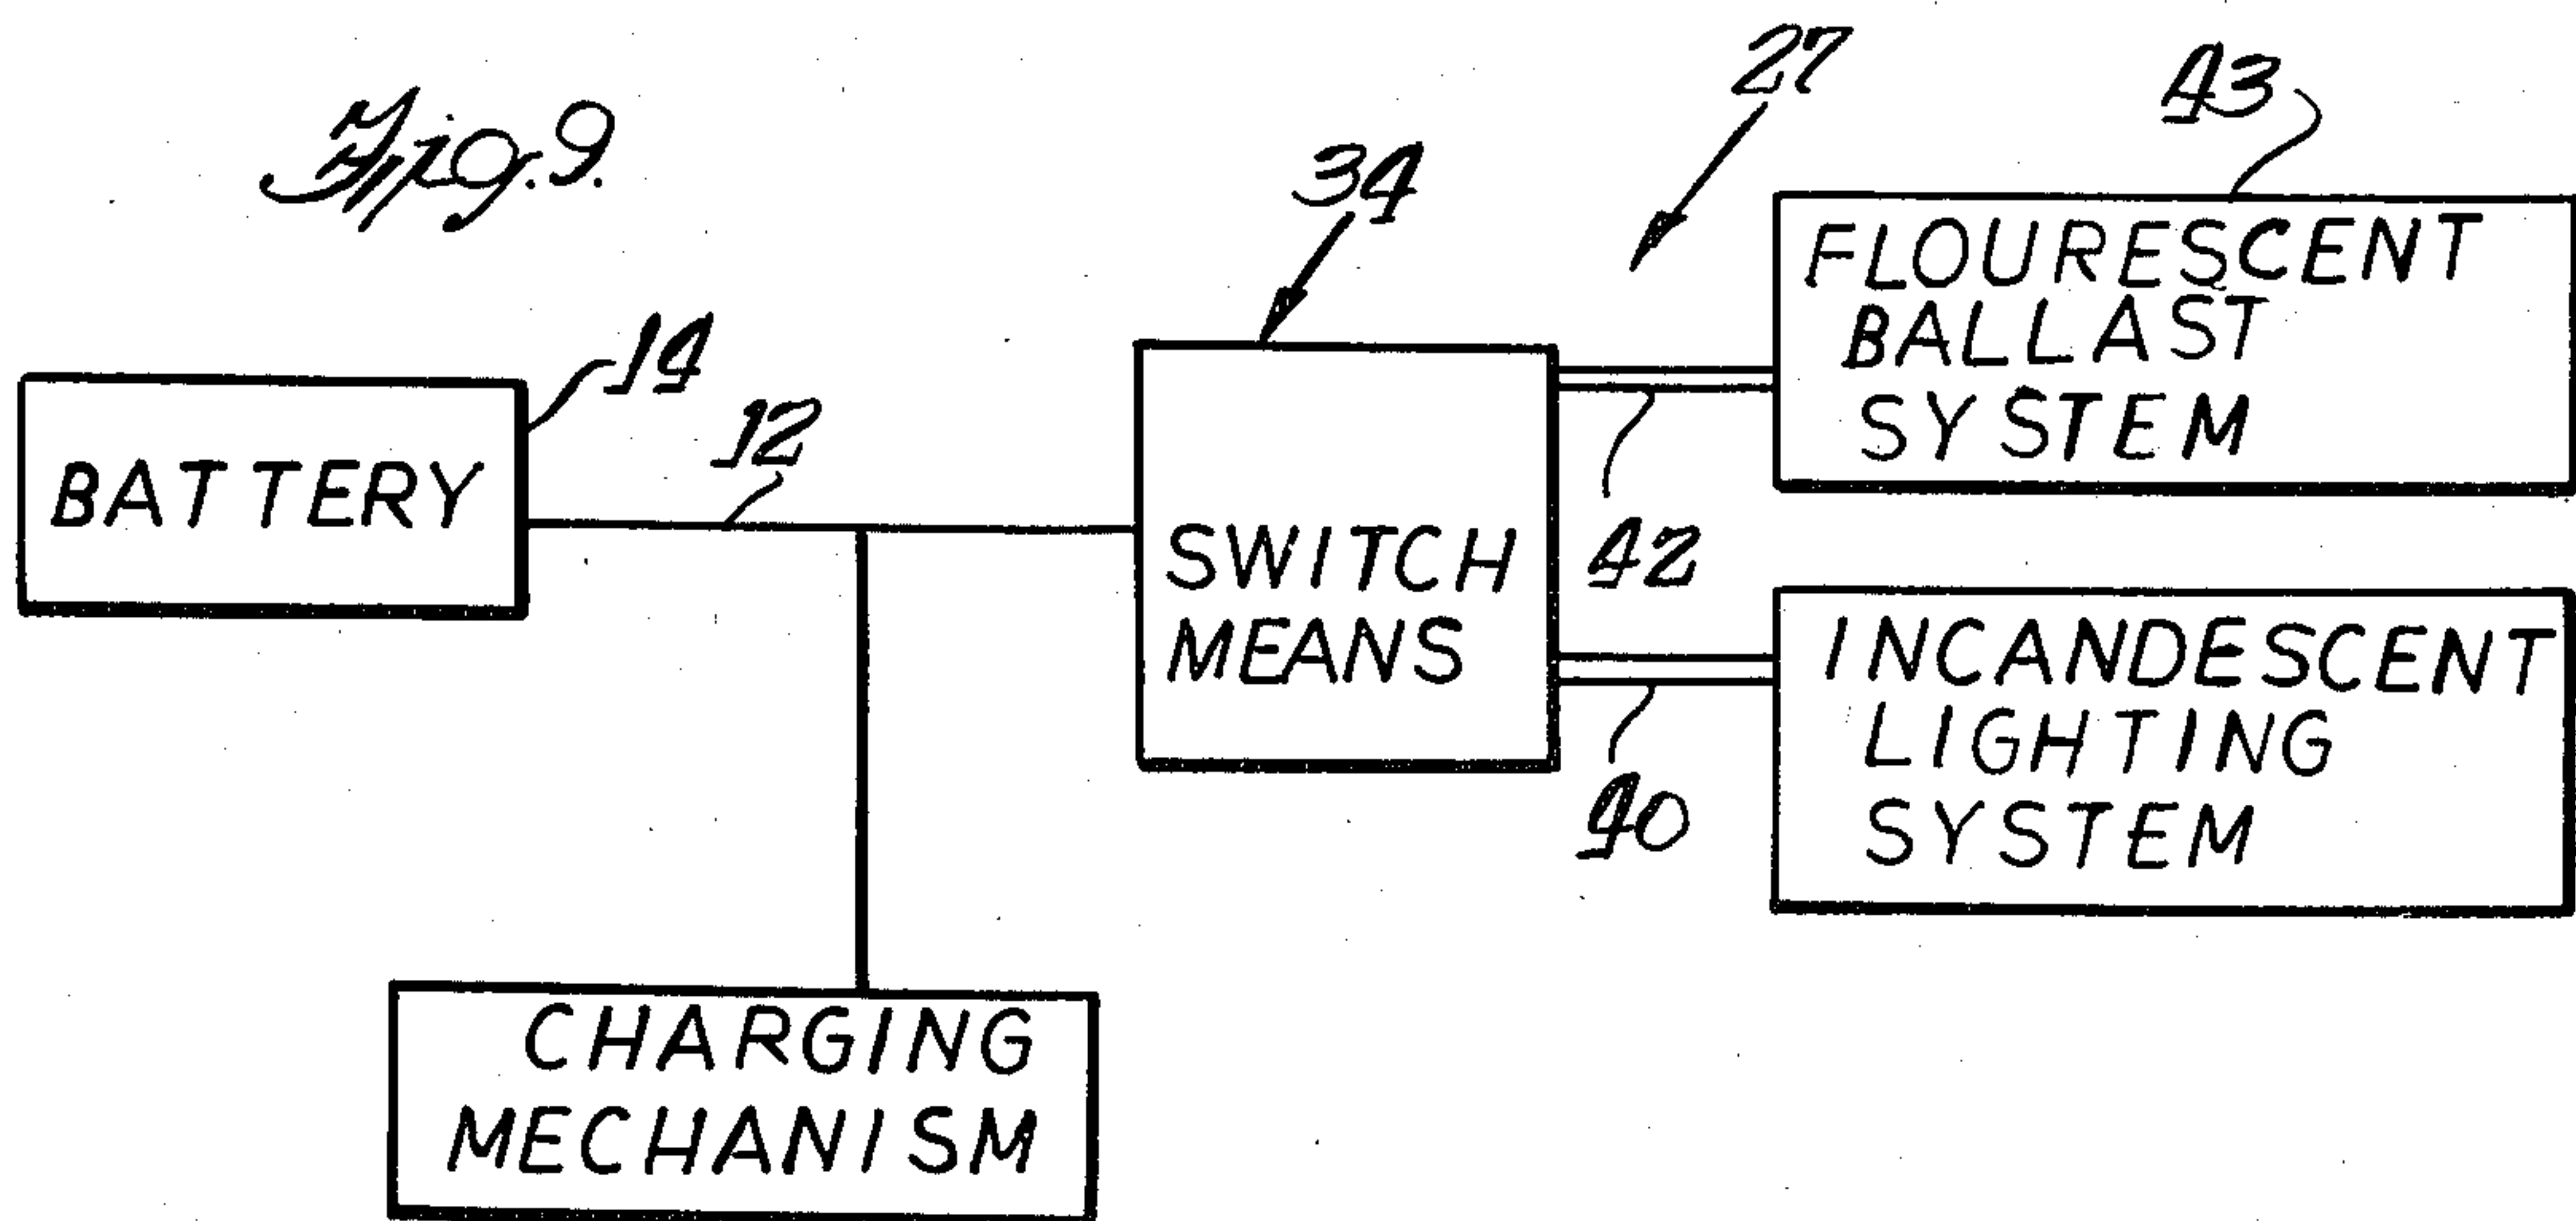 Fig. 9.
27
43
34
14
12
FLOURESCENT
BALLAST
SYSTEM
BATTERY
SWITCH
MEANS
42
INCANDESCENT
LIGHTING
SYSTEM
40
CHARGING
MECHANISM